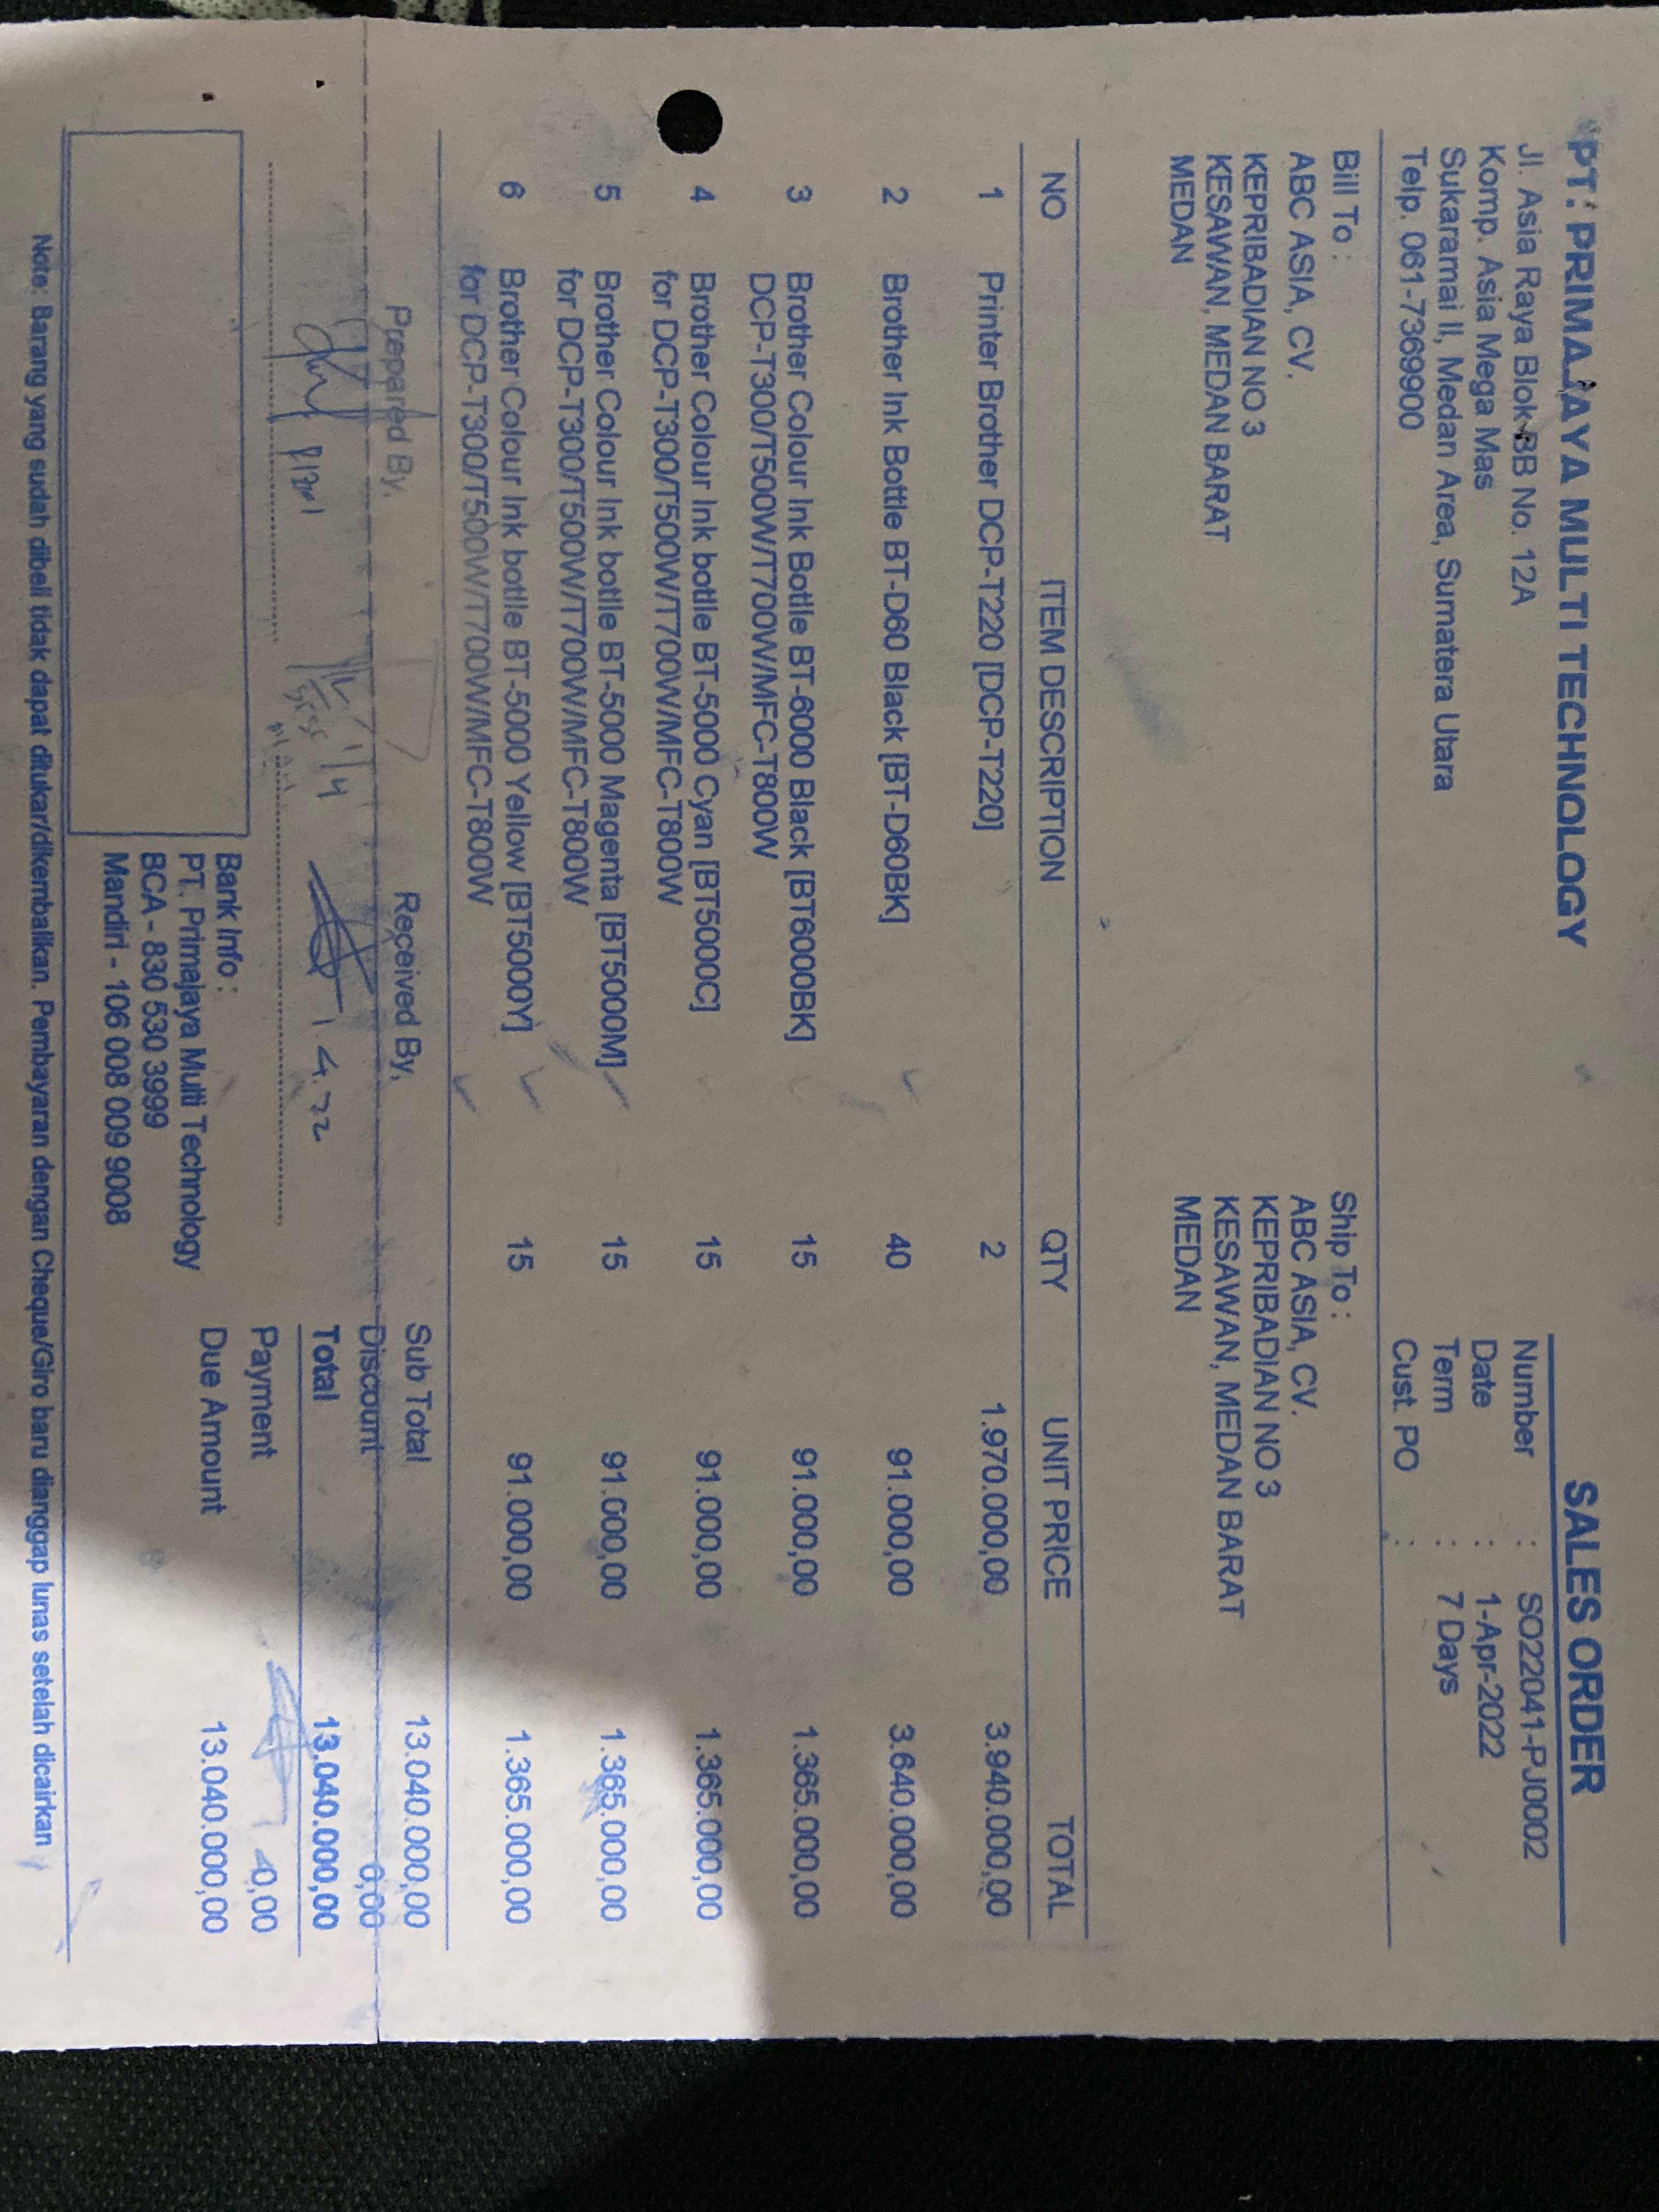 PT. PRIMAJAYA MULTI TECHNOLOGY
Jl. Asia Raya Blok BB No. 12A
Komp. Asia Mega Mas
Sukaramai II, Medan Area, Sumatera Utara
Telp. 061-7369900
SALES ORDER
Number : SO22041-PJ0002
Date : 1-Apr-2022
Term : 7 Days
Cust. PO :
Bill To :
ABC ASIA, CV.
KEPRIBADIAN NO 3
KESAWAN, MEDAN BARAT
MEDAN
Ship To :
ABC ASIA, CV.
KEPRIBADIAN NO 3
KESAWAN, MEDAN BARAT
MEDAN
NO ITEM DESCRIPTION QTY UNIT PRICE TOTAL
1 Printer Brother DCP-T220 [DCP-T220] 2 1.970.000,00 3.940.000,00
2 Brother Ink Bottle BT-D60 Black [BT-D60BK] 40 91.000,00 3.640.000,00
3 Brother Colour Ink Botlle BT-6000 Black [BT6000BK] 15 91.000,00 1.365.000,00
DCP-T300/T500W/T700W/MFC-T800W
4 Brother Colour Ink botlle BT-5000 Cyan [BT5000C] 15 91.000,00 1.365.000,00
for DCP-T300/T500W/T700W/MFC-T800W
5 Brother Colour Ink botlle BT-5000 Magenta [BT5000M] 15 91.000,00 1.365.000,00
for DCP-T300/T500W/T700W/MFC-T800W
6 Brother Colour Ink botlle BT-5000 Yellow [BT5000Y] 15 91.000,00 1.365.000,00
for DCP-T300/T500W/T700W/MFC-T800W
Prepared By,
Received By,
1.4.22
Sub Total 13.040.000,00
Discount 0,00
Total 13.040.000,00
Payment 0,00
Due Amount 13.040.000,00
Bank Info :
PT. Primajaya Multi Technology
BCA - 830 530 3999
Mandiri - 106 008 009 9008
Note: Barang yang sudah dibeli tidak dapat ditukar/dikembalikan. Pembayaran dengan Cheque/Giro baru dianggap lunas setelah dicairkan